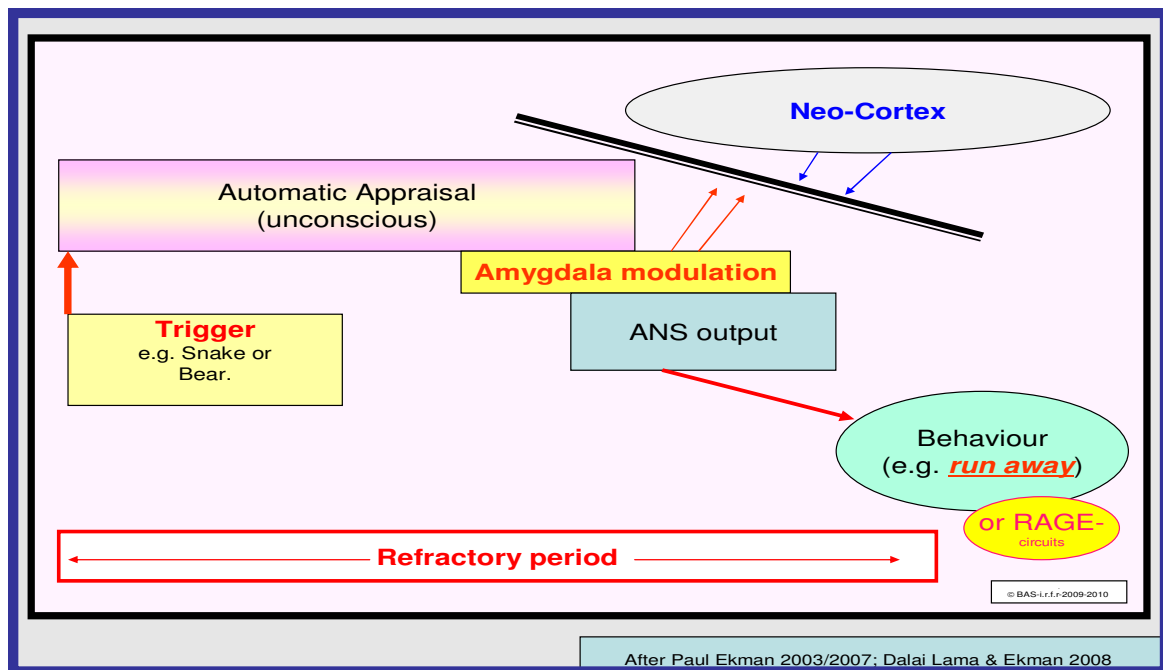 Neo-Cortex
Automatic Appraisal
(unconscious)
Amygdala modulation
Trigger
e.g. Snake or
Bear.
ANS output
Behaviour
(e.g. run away)
or RAGE-
circuits
Refractory period
© BAS-i.r.f.r-2009-2010
After Paul Ekman 2003/2007; Dalai Lama & Ekman 2008